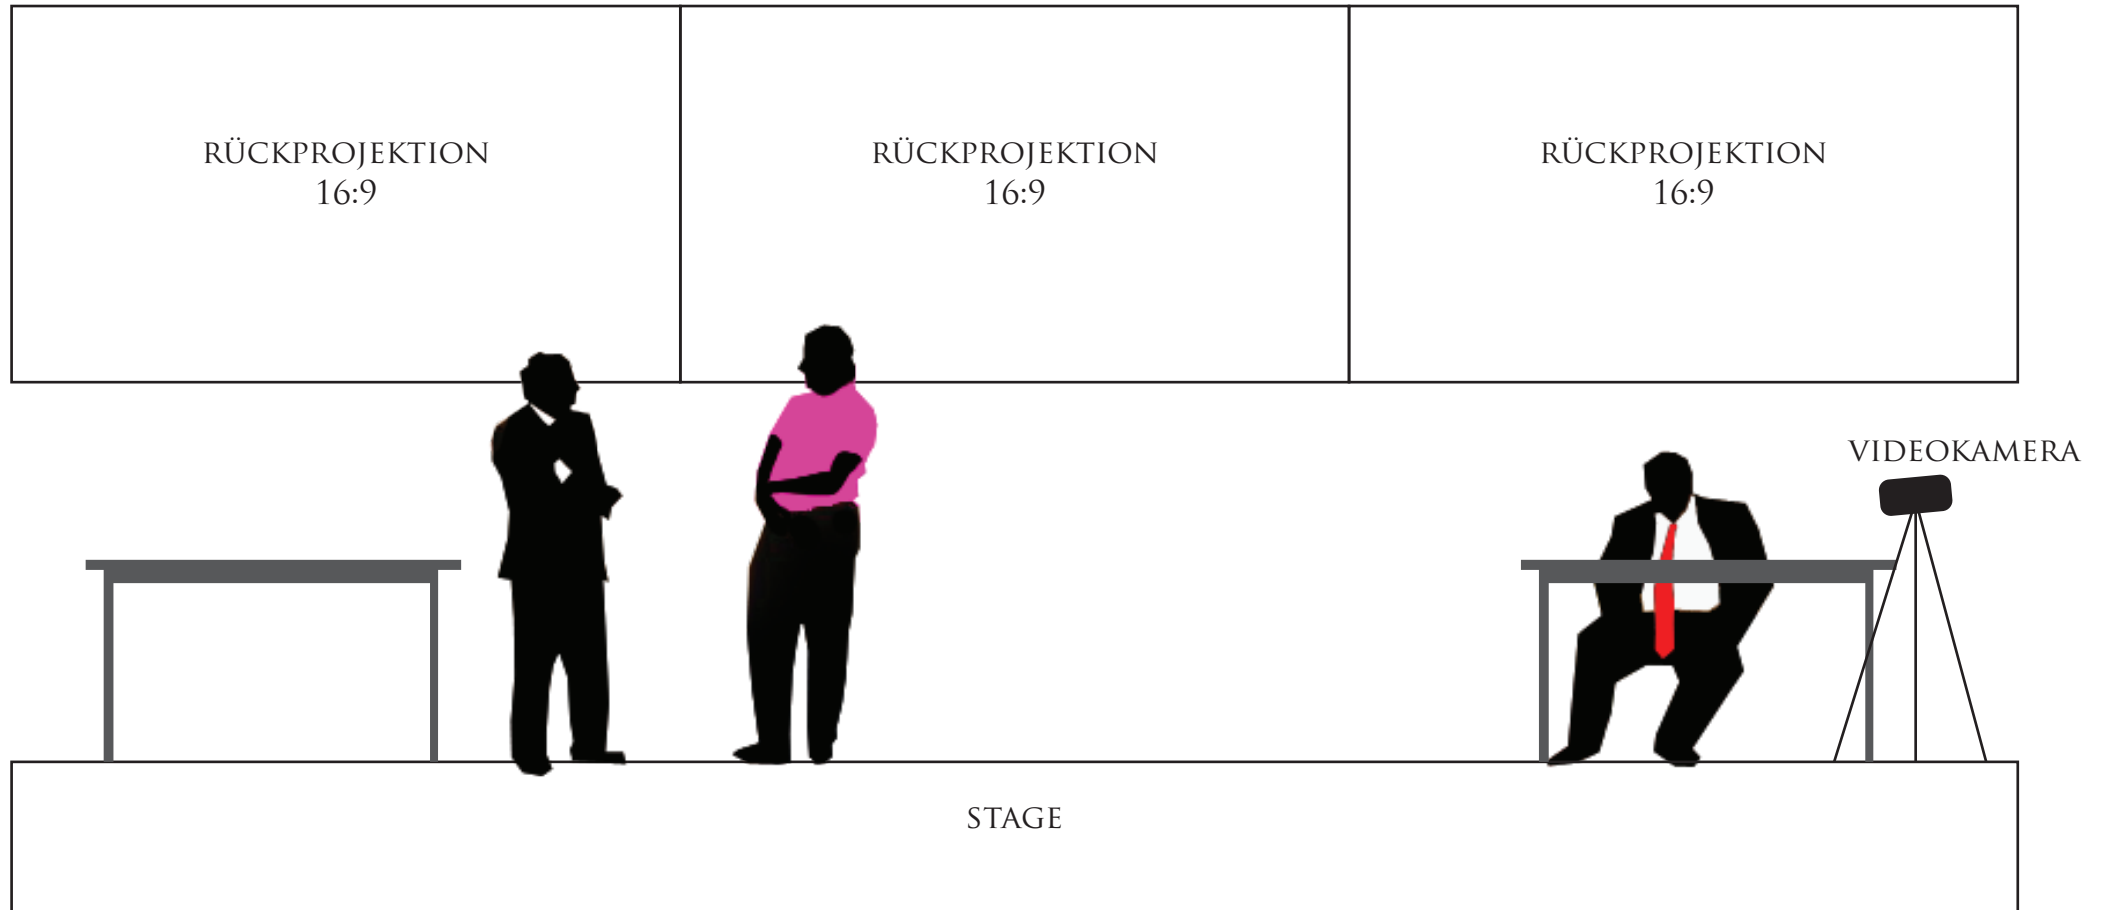 RÜCKPROJEKTION
16:9
RÜCKPROJEKTION
16:9
RÜCKPROJEKTION
16:9
VIDEOKAMERA
STAGE